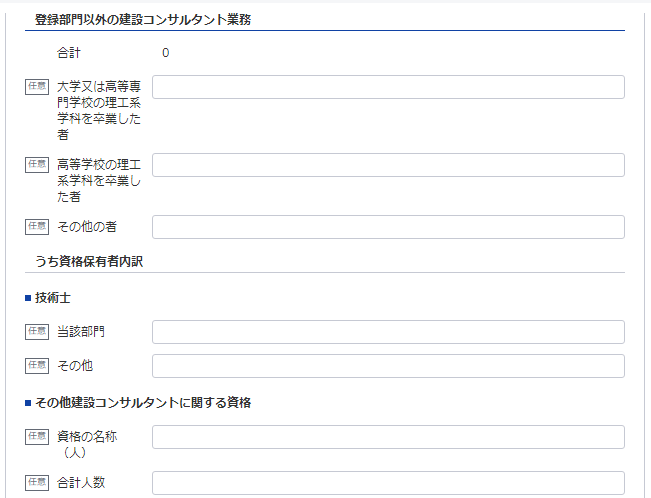 登録部門以外の建設コンサルタント業務
合計 0
任意 大学又は高等専
門学校の理工系
学科を卒業した
者
任意 高等学校の理工
系学科を卒業し
た者
任意 その他の者
うち資格保有者内訳
技術士
任意 当該部門
任意 その他
その他建設コンサルタントに関する資格
任意 資格の名称
（人）
任意 合計人数